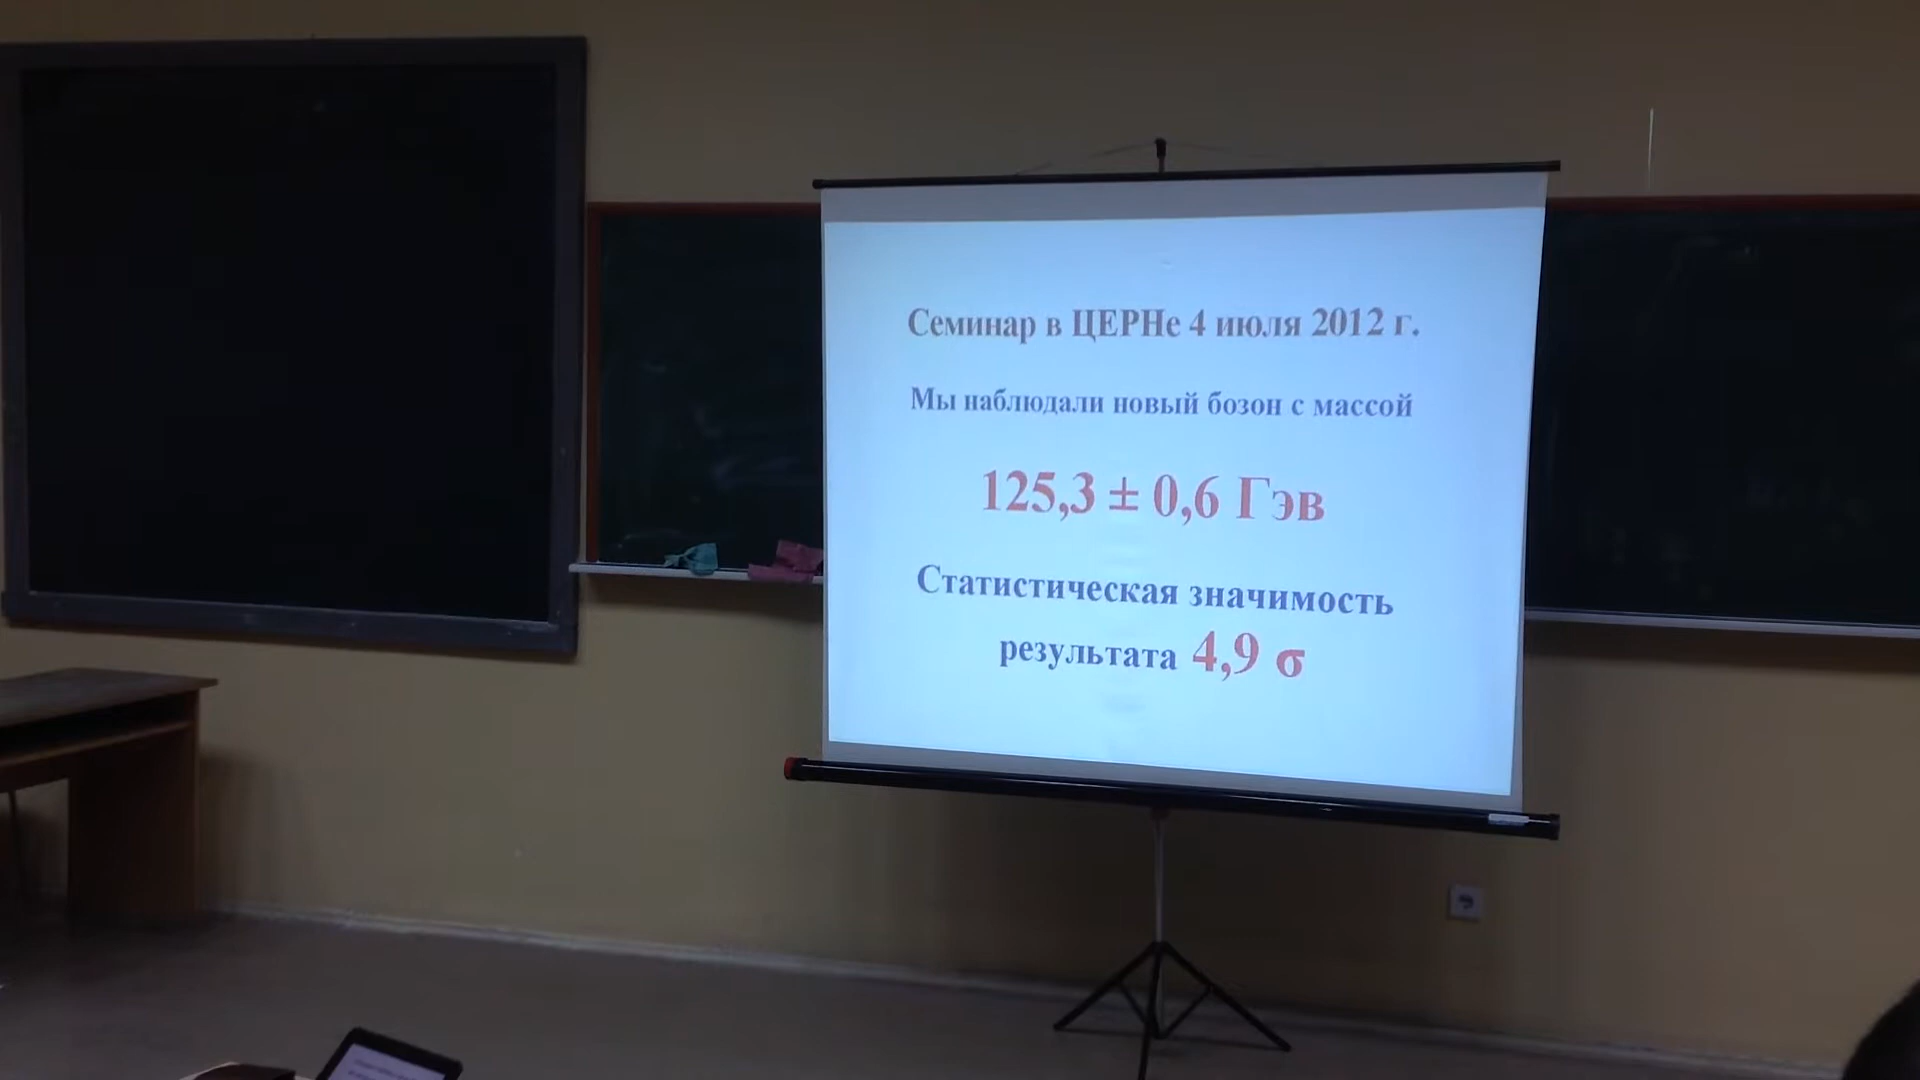 Семинар в ЦЕРНе 4 июля 2012 г.
Мы наблюдали новый бозон с массой
125,3 ± 0,6 Гэв
Статистическая значимость
результата 4,9 σ